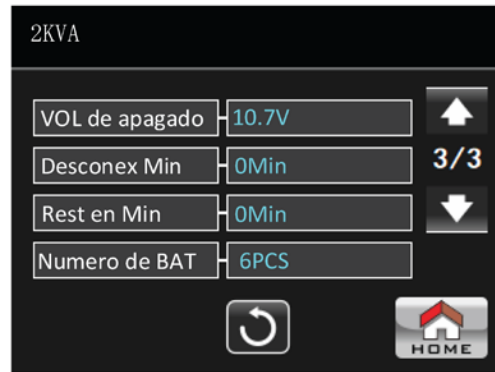 2KVA
VOL de apagado 10.7V
Desconex Min 0Min
3/3
Rest en Min 0Min
Numero de BAT 6PCS
HOME